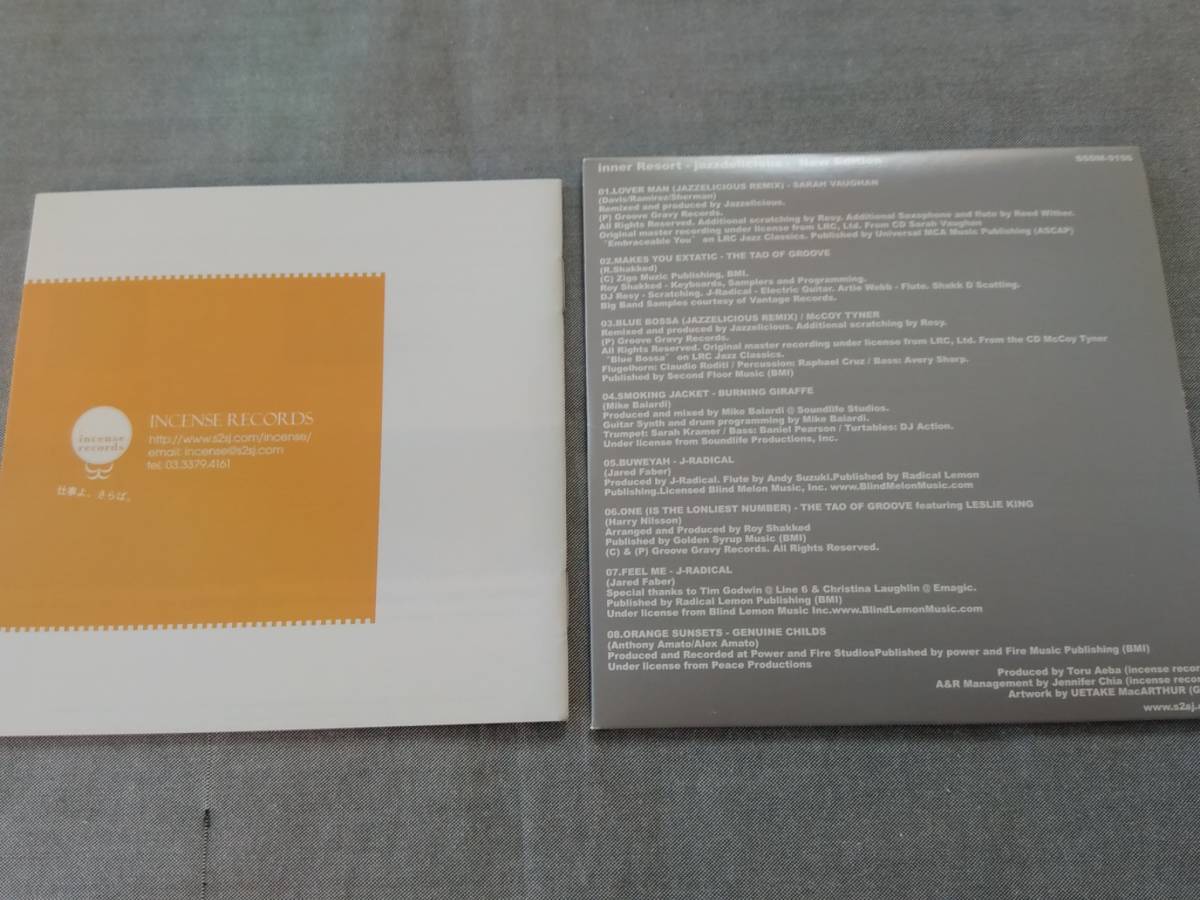 incense
records
INCENSE RECORDS
http://www.s2sj.com/incense/
email: incense@s2sj.com
tel: 03.3379.4161
仕事よ、さらば。
Inner Resort - jazzdelicious - New Edition
01.LOVER MAN (JAZZELICIOUS REMIX) - SARAH VAUGHAN
(Davis/Ramirez/Sherman)
Remixed and produced by Jazzelicious.
(P) Groove Gravy Records.
All Rights Reserved. Additional scratching by Rosy. Additional Saxophone and flute by Reed Wither.
Original master recording under license from LRC, Ltd. From CD Sarah Vaughan
"Embraceable You" on LRC Jazz Classics. Published by Universal MCA Music Publishing (ASCAP)
02.MAKES YOU EXTATIC - THE TAO OF GROOVE
(R.Shakked)
(C) Zigo Muzic Publishing, BMI.
Roy Shakked - Keyboards, Samplers and Programming.
DJ Rosy - Scratching. J-Radical - Electric Guitar. Artie Webb - Flute. Shakk D Scatting.
Big Band Samples courtesy of Vantage Records.
03.BLUE BOSSA (JAZZELICIOUS REMIX) / McCOY TYNER
Remixed and produced by Jazzelicious. Additional scratching by Rosy.
(P) Groove Gravy Records.
All Rights Reserved. Original master recording under license from LRC, Ltd. From the CD McCoy Tyner
"Blue Bossa" on LRC Jazz Classics.
Flugelhorn: Claudio Roditi / Percussion: Raphael Cruz / Bass: Avery Sharp.
Published by Second Floor Music (BMI)
04.SMOKING JACKET - BURNING GIRAFFE
(Mike Baiardi)
Produced and mixed by Mike Baiardi @ Soundlife Studios.
Guitar Synth and drum programming by Mike Baiardi.
Trumpet: Sarah Kramer / Bass: Baniel Pearson / Turtables: DJ Action.
Under license from Soundlife Productions, Inc.
05.BUWEYAH - J-RADICAL
(Jared Faber)
Produced by J-Radical. Flute by Andy Suzuki.Published by Radical Lemon
Publishing.Licensed Blind Melon Music, Inc. www.BlindMelonMusic.com
06.ONE (IS THE LONLIEST NUMBER) - THE TAO OF GROOVE featuring LESLIE KING
(Harry Nilsson)
Arranged and Produced by Roy Shakked
Published by Golden Syrup Music (BMI)
(C) & (P) Groove Gravy Records. All Rights Reserved.
07.FEEL ME - J-RADICAL
(Jared Faber)
Special thanks to Tim Godwin @ Line 6 & Christina Laughlin @ Emagic.
Published by Radical Lemon Publishing (BMI)
Under license from Blind Lemon Music Inc.www.BlindLemonMusic.com
08.ORANGE SUNSETS - GENUINE CHILDS
(Anthony Amato/Alex Amato)
Produced and Recorded at Power and Fire StudiosPublished by power and Fire Music Publishing (BMI)
Under license from Peace Productions
Produced by Toru Aeba (incense recor
A&R Management by Jennifer Chia (incense recor
Artwork by UETAKE MacARTHUR (G
www.s2sj.